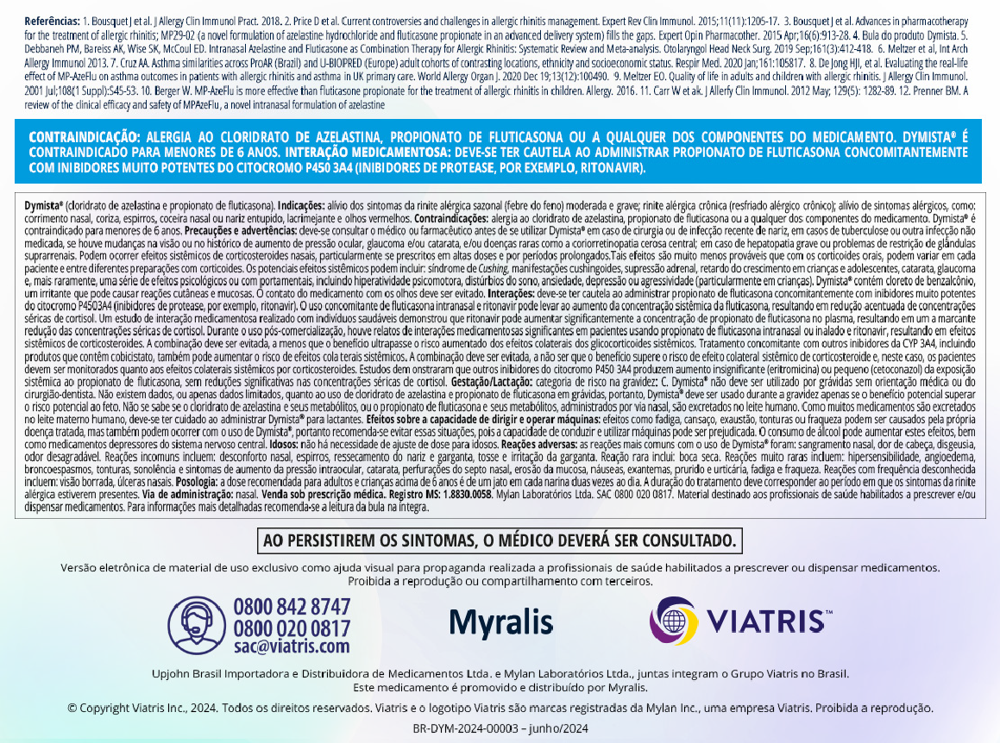 Referências: 1. Bousquet J et al. J Allergy Clin Immunol Pract. 2018. 2. Price D et al. Current controversies and challenges in allergic rhinitis management. Expert Rev Clin Immunol. 2015;11(11):1205-17. 3. Bousquet J et al. Advances in pharmacotherapy
for the treatment of allergic rhinitis; MP29-02 (a novel formulation of azelastine hydrochloride and fluticasone propionate in an advanced delivery system) fills the gaps. Expert Opin Pharmacother. 2015 Apr;16(6):913-28. 4. Bula do produto Dymista. 5.
Debbaneh PM, Bareiss AK, Wise SK, McCoul ED. Intranasal Azelastine and Fluticasone as Combination Therapy for Allergic Rhinitis: Systematic Review and Meta-analysis. Otolaryngol Head Neck Surg. 2019 Sep;161(3):412-418. 6. Meltzer et al, Int Arch
Allergy Immunol 2013. 7. Cruz AA. Asthma similarities across ProAR (Brazil) and U-BIOPRED (Europe) adult cohorts of contrasting locations, ethnicity and socioeconomic status. Respir Med. 2020 Jan;161:105817. 8. De Jong HJI, et al. Evaluating the real-life
effect of MP-AzeFlu on asthma outcomes in patients with allergic rhinitis and asthma in UK primary care. World Allergy Organ J. 2020 Dec 19;13(12):100490. 9. Meltzer EO. Quality of life in adults and children with allergic rhinitis. J Allergy Clin Immunol.
2001 Jul;108(1 Suppl):S45-53. 10. Berger W. MP-AzeFlu is more effective than fluticasone propionate for the treatment of allergic rhinitis in children. Allergy. 2016. 11. Carr W et ak. J Allerfy Clin Immunol. 2012 May; 129(5): 1282-89. 12. Prenner BM. A
review of the clinical efficacy and safety of MPAzeFlu, a novel intranasal formulation of azelastine
CONTRAINDICAÇÃO: ALERGIA AO CLORIDRATO DE AZELASTINA, PROPIONATO DE FLUTICASONA OU A QUALQUER DOS COMPONENTES DO MEDICAMENTO. DYMISTA® É
CONTRAINDICADO PARA MENORES DE 6 ANOS. INTERAÇÃO MEDICAMENTOSA: DEVE-SE TER CAUTELA AO ADMINISTRAR PROPIONATO DE FLUTICASONA CONCOMITANTEMENTE
COM INIBIDORES MUITO POTENTES DO CITOCROMO P450 3A4 (INIBIDORES DE PROTEASE, POR EXEMPLO, RITONAVIR).
Dymista® (cloridrato de azelastina e propionato de fluticasona). Indicações: alívio dos sintomas da rinite alérgica sazonal (febre do feno) moderada e grave; rinite alérgica crônica (resfriado alérgico crônico); alívio de sintomas alérgicos, como:
corrimento nasal, coriza, espirros, coceira nasal ou nariz entupido, lacrimejante e olhos vermelhos. Contraindicações: alergia ao cloridrato de azelastina, propionato de fluticasona ou a qualquer dos componentes do medicamento. Dymista® é
contraindicado para menores de 6 anos. Precauções e advertências: deve-se consultar o médico ou farmacêutico antes de se utilizar Dymista® em caso de cirurgia ou de infecção recente de nariz, em casos de tuberculose ou outra infecção não
medicada, se houve mudanças na visão ou no histórico de aumento de pressão ocular, glaucoma e/ou catarata, e/ou doenças raras como a coriorretinopatia cerosa central; em caso de hepatopatia grave ou problemas de restrição de glândulas
suprarrenais. Podem ocorrer efeitos sistêmicos de corticosteroides nasais, particularmente se prescritos em altas doses e por períodos prolongados.Tais efeitos são muito menos prováveis que com os corticoides orais, podem variar em cada
paciente e entre diferentes preparações com corticoides. Os potenciais efeitos sistêmicos podem incluir: síndrome de Cushing, manifestações cushingoides, supressão adrenal, retardo do crescimento em crianças e adolescentes, catarata, glaucoma
e, mais raramente, uma série de efeitos psicológicos ou com portamentais, incluindo hiperatividade psicomotora, distúrbios do sono, ansiedade, depressão ou agressividade (particularmente em crianças). Dymista® contém cloreto de benzalcônio,
um irritante que pode causar reações cutâneas e mucosas. O contato do medicamento com os olhos deve ser evitado. Interações: deve-se ter cautela ao administrar propionato de fluticasona concomitantemente com inibidores muito potentes
do citocromo P4503A4 (inibidores de protease, por exemplo, ritonavir). O uso concomitante de fluticasona intranasal e ritonavir pode levar ao aumento da concentração sistêmica da fluticasona, resultando em redução acentuada de concentrações
séricas de cortisol. Um estudo de interação medicamentosa realizado com indivíduos saudáveis demonstrou que ritonavir pode aumentar significantemente a concentração de propionato de fluticasona no plasma, resultando em um a marcante
redução das concentrações séricas de cortisol. Durante o uso pós-comercialização, houve relatos de interações medicamentosas significantes em pacientes usando propionato de fluticasona intranasal ou inalado e ritonavir, resultando em efeitos
sistêmicos de corticosteroides. A combinação deve ser evitada, a menos que o benefício ultrapasse o risco aumentado dos efeitos colaterais dos glicocorticoides sistêmicos. Tratamento concomitante com outros inibidores da CYP 3A4, incluindo
produtos que contêm cobicistato, também pode aumentar o risco de efeitos cola terais sistêmicos. A combinação deve ser evitada, a não ser que o benefício supere o risco de efeito colateral sistêmico de corticosteroide e, neste caso, os pacientes
devem ser monitorados quanto aos efeitos colaterais sistêmicos por corticosteroides. Estudos dem onstraram que outros inibidores do citocromo P450 3A4 produzem aumento insignificante (eritromicina) ou pequeno (cetoconazol) da exposição
sistêmica ao propionato de fluticasona, sem reduções significativas nas concentrações séricas de cortisol. Gestação/Lactação: categoria de risco na gravidez: C. Dymista® não deve ser utilizado por grávidas sem orientação médica ou do
cirurgião-dentista. Não existem dados, ou apenas dados limitados, quanto ao uso de cloridrato de azelastina e propionato de fluticasona em grávidas, portanto, Dymista® deve ser usado durante a gravidez apenas se o benefício potencial superar
o risco potencial ao feto. Não se sabe se o cloridrato de azelastina e seus metabólitos, ou o propionato de fluticasona e seus metabólitos, administrados por via nasal, são excretados no leite humano. Como muitos medicamentos são excretados
no leite materno humano, deve-se ter cuidado ao administrar Dymista® para lactantes. Efeitos sobre a capacidade de dirigir e operar máquinas: efeitos como fadiga, cansaço, exaustão, tonturas ou fraqueza podem ser causados pela própria
doença tratada, mas também podem ocorrer com o uso de Dymista®, portanto recomenda-se evitar essas situações, pois a capacidade de conduzir e utilizar máquinas pode ser prejudicada. O consumo de álcool pode aumentar estes efeitos, bem
como medicamentos depressores do sistema nervoso central. Idosos: não há necessidade de ajuste de dose para idosos. Reações adversas: as reações mais comuns com o uso de Dymista® foram: sangramento nasal, dor de cabeça, disgeusia,
odor desagradável. Reações incomuns incluem: desconforto nasal, espirros, ressecamento do nariz e garganta, tosse e irritação da garganta. Reação rara inclui: boca seca. Reações muito raras incluem: hipersensibilidade, angioedema,
broncoespasmos, tonturas, sonolência e sintomas de aumento da pressão intraocular, catarata, perfurações do septo nasal, erosão da mucosa, náuseas, exantemas, prurido e urticária, fadiga e fraqueza. Reações com frequência desconhecida
incluem: visão borrada, úlceras nasais. Posologia: a dose recomendada para adultos e crianças acima de 6 anos é de um jato em cada narina duas vezes ao dia. A duração do tratamento deve corresponder ao período em que os sintomas da rinite
alérgica estiverem presentes. Via de administração: nasal. Venda sob prescrição médica. Registro MS: 1.8830.0058. Mylan Laboratórios Ltda. SAC 0800 020 0817. Material destinado aos profissionais de saúde habilitados a prescrever e/ou
dispensar medicamentos. Para informações mais detalhadas recomenda-se a leitura da bula na íntegra.
AO PERSISTIREM OS SINTOMAS, O MÉDICO DEVERÁ SER CONSULTADO.
Versão eletrônica de material de uso exclusivo como ajuda visual para propaganda realizada a profissionais de saúde habilitados a prescrever ou dispensar medicamentos.
Proibida a reprodução ou compartilhamento com terceiros.
0800 842 8747
0800 020 0817
sac@viatris.com
Myralis
VIATRIS™
Upjohn Brasil Importadora e Distribuidora de Medicamentos Ltda. e Mylan Laboratórios Ltda., juntas integram o Grupo Viatris no Brasil.
Este medicamento é promovido e distribuído por Myralis.
© Copyright Viatris Inc., 2024. Todos os direitos reservados. Viatris e o logotipo Viatris são marcas registradas da Mylan Inc., uma empresa Viatris. Proibida a reprodução.
BR-DYM-2024-00003 – junho/2024